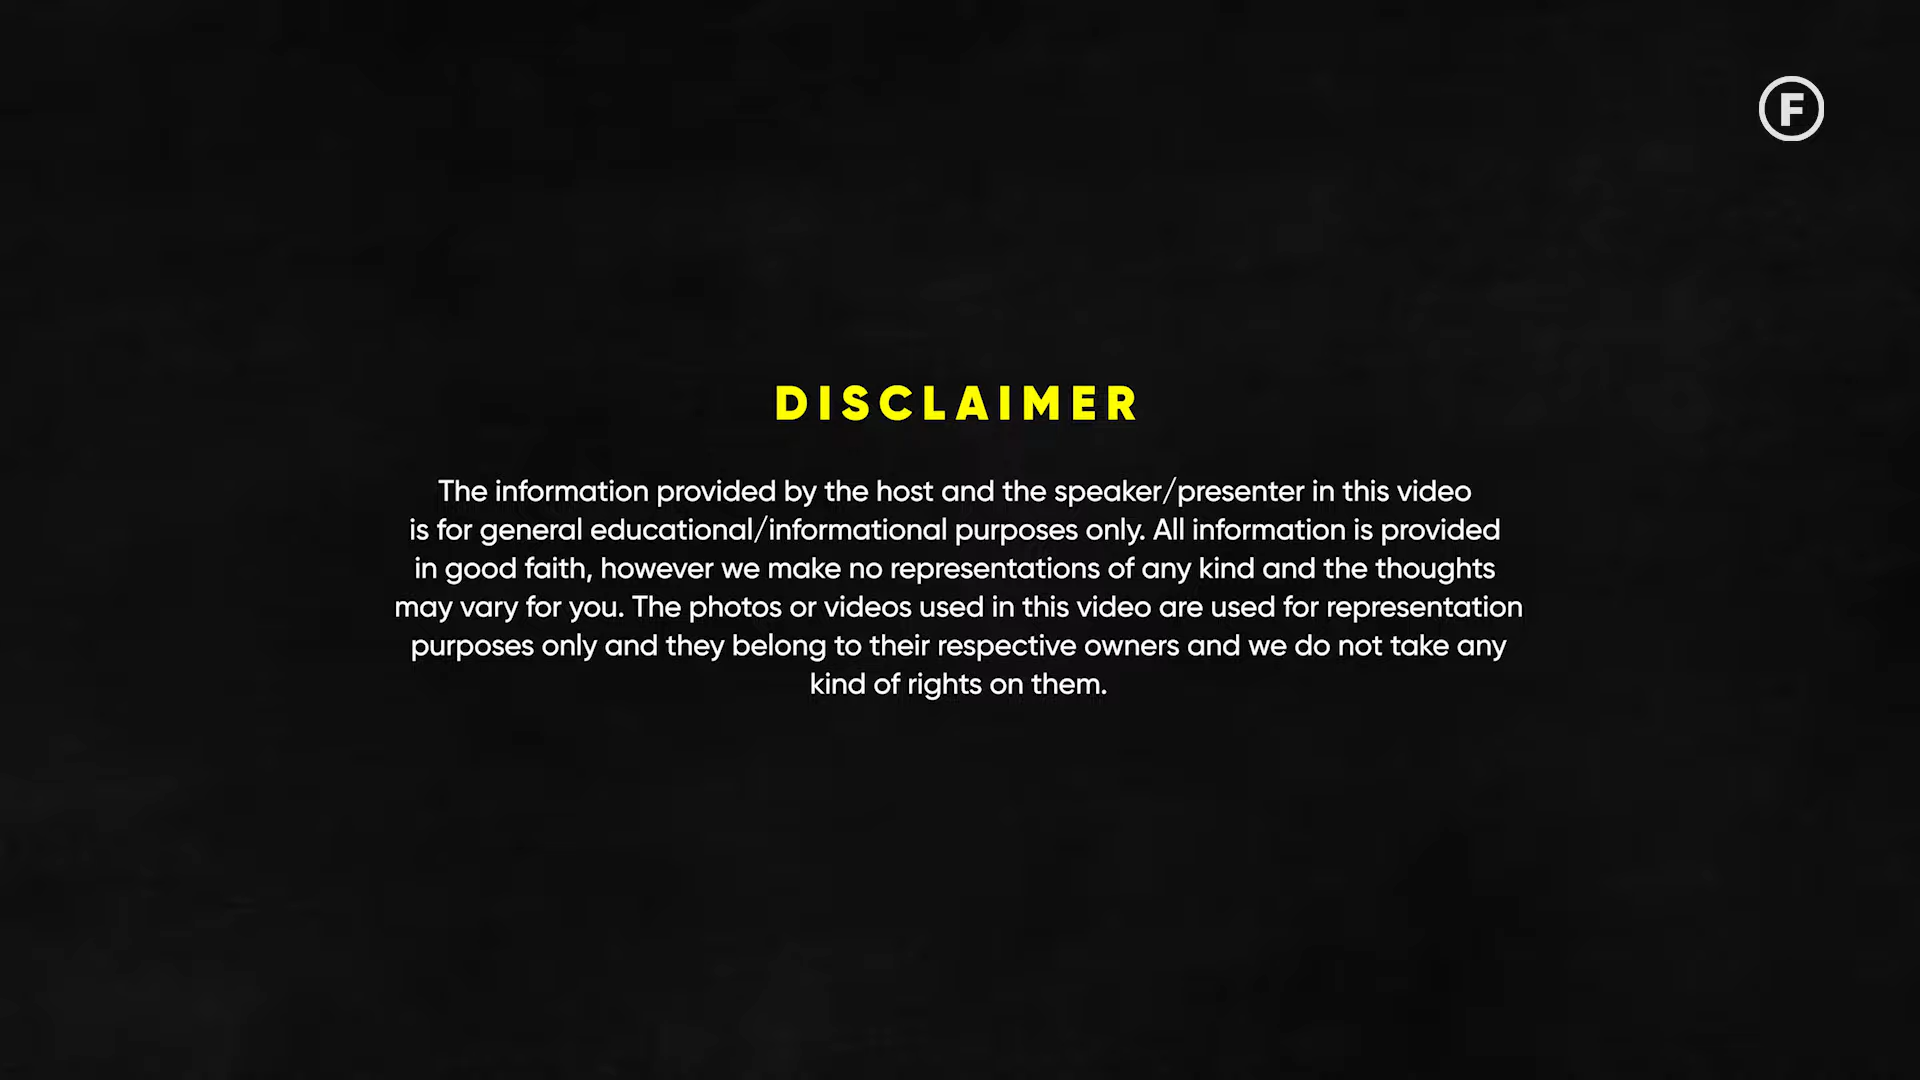 F
DISCLAIMER
The information provided by the host and the speaker/presenter in this video
is for general educational/informational purposes only. All information is provided
in good faith, however we make no representations of any kind and the thoughts
may vary for you. The photos or videos used in this video are used for representation
purposes only and they belong to their respective owners and we do not take any
kind of rights on them.